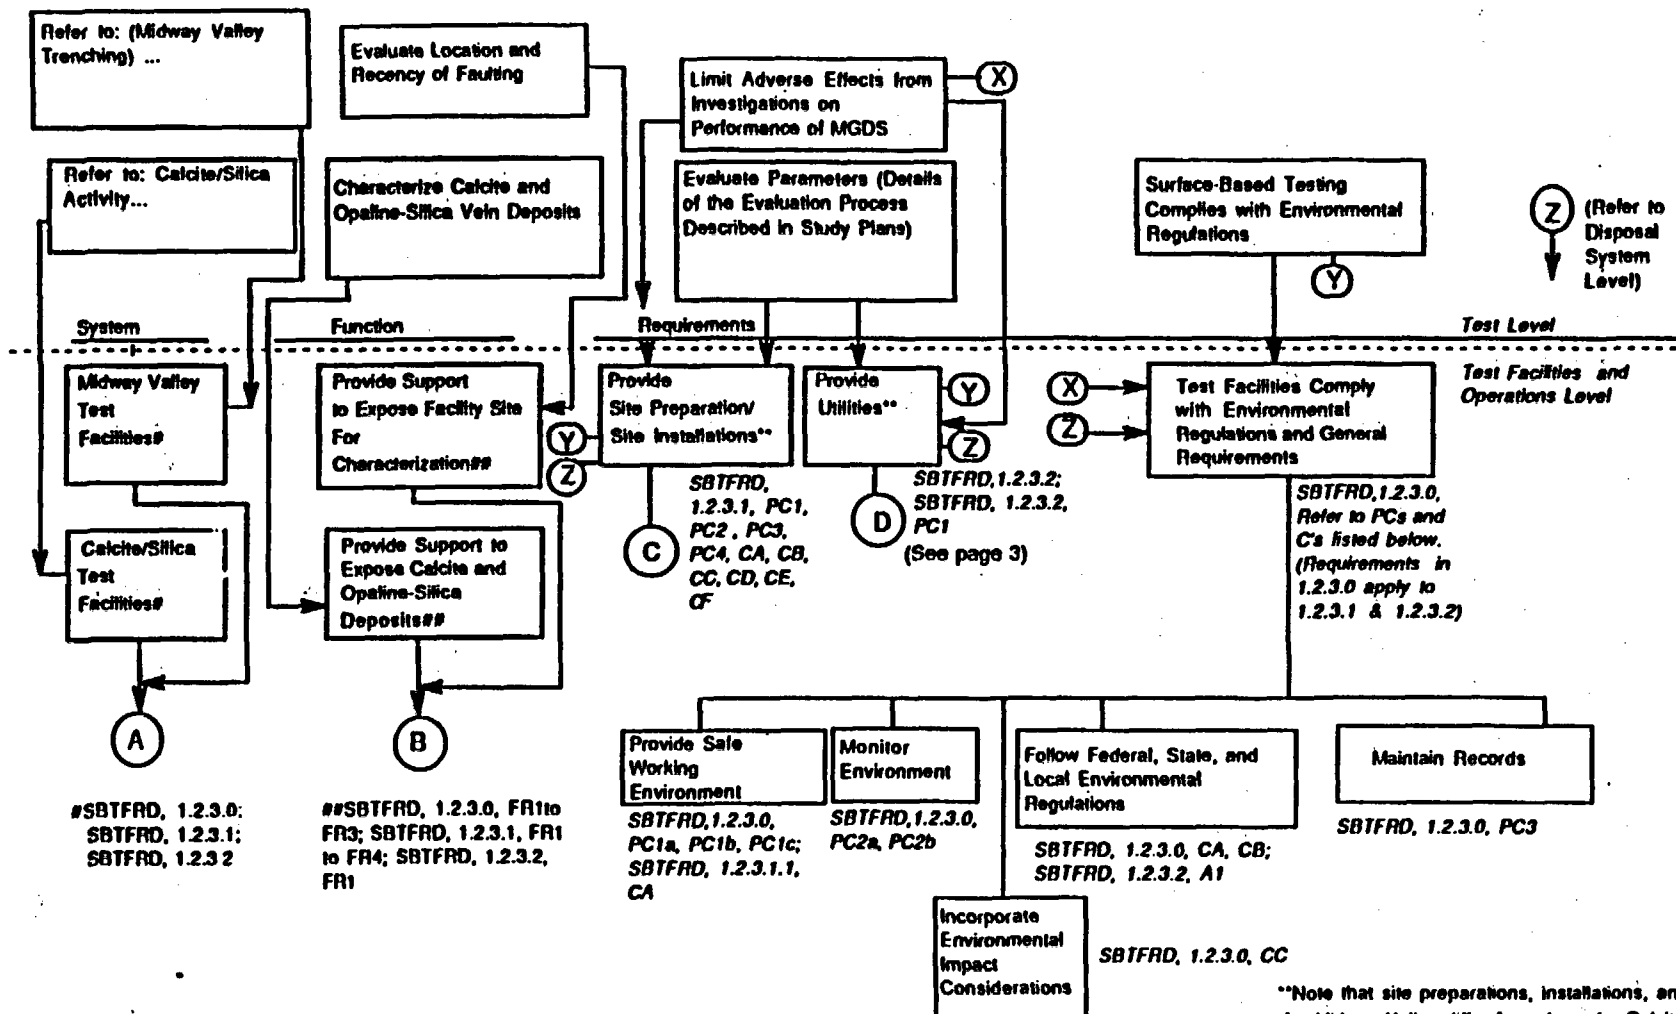 Refer to: (Midway Valley
Trenching) ...
Evaluate Location and
Recency of Faulting
Limit Adverse Effects from
Investigations on
Performance of MGDS
X
Refer to: Calcite/Silica
Activity...
Characterize Calcite and
Opaline-Silica Vein Deposits
Evaluate Parameters (Details
of the Evaluation Process
Described in Study Plans)
Surface-Based Testing
Complies with Environmental
Regulations
Y
Z
(Refer to
Disposal
System
Level)
System
Function
Requirements
Test Level
Test Facilities and
Operations Level
Midway Valley
Test
Facilities#
Provide Support
to Expose Facility Site
For
Characterization##
Provide
Site Preparation/
Site Installations**
Y
Z
Provide
Utilities**
Y
Z
X
Z
Test Facilities Comply
with Environmental
Regulations and General
Requirements
SBTFRD,
1.2.3.1, PC1,
PC2, PC3,
PC4, CA, CB,
CC, CD, CE,
CF
C
SBTFRD,1.2.3.2;
SBTFRD, 1.2.3.2,
PC1
(See page 3)
D
SBTFRD,1.2.3.0,
Refer to PCs and
C's listed below.
(Requirements in
1.2.3.0 apply to
1.2.3.1 & 1.2.3.2)
Calcite/Silica
Test
Facilities#
Provide Support to
Expose Calcite and
Opaline-Silica
Deposits##
A
B
#SBTFRD, 1.2.3.0;
SBTFRD, 1.2.3.1;
SBTFRD, 1.2.3 2
##SBTFRD, 1.2.3.0, FR1to
FR3; SBTFRD, 1.2.3.1, FR1
to FR4; SBTFRD, 1.2.3.2,
FR1
Provide Safe
Working
Environment
SBTFRD,1.2.3.0,
PC1a, PC1b, PC1c;
SBTFRD, 1.2.3.1.1,
CA
Monitor
Environment
SBTFRD,1.2.3.0,
PC2a, PC2b
Follow Federal, State, and
Local Environmental
Regulations
SBTFRD, 1.2.3.0, CA, CB;
SBTFRD, 1.2.3.2, A1
Maintain Records
SBTFRD, 1.2.3.0, PC3
Incorporate
Environmental
Impact
Considerations
SBTFRD, 1.2.3.0, CC
**Note that site preparations, installations, an